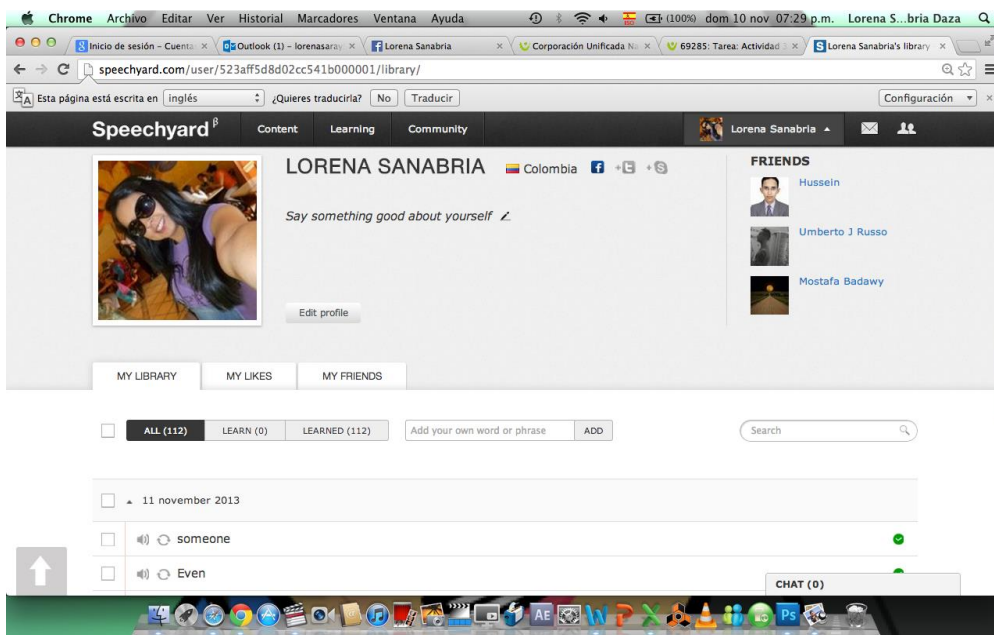 Chrome Archivo Editar Ver Historial Marcadores Ventana Ayuda (100%) dom 10 nov 07:29 p.m. Lorena S...bria Daza
Inicio de sesión – Cuenta Outlook (1) – lorenasaray Lorena Sanabria Corporación Unificada Na 69285: Tarea: Actividad Lorena Sanabria's library
speechyard.com/user/523aff5d8d02cc541b000001/library/
Esta página está escrita en inglés ¿Quieres traducirla? No Traducir Configuración
Speechyard β Content Learning Community Lorena Sanabria
LORENA SANABRIA Colombia
FRIENDS
Hussein
Say something good about yourself
Umberto J Russo
Mostafa Badawy
Edit profile
MY LIBRARY MY LIKES MY FRIENDS
ALL (112) LEARN (0) LEARNED (112) Add your own word or phrase ADD Search
11 november 2013
someone
Even
CHAT (0)
AE W P X Ps